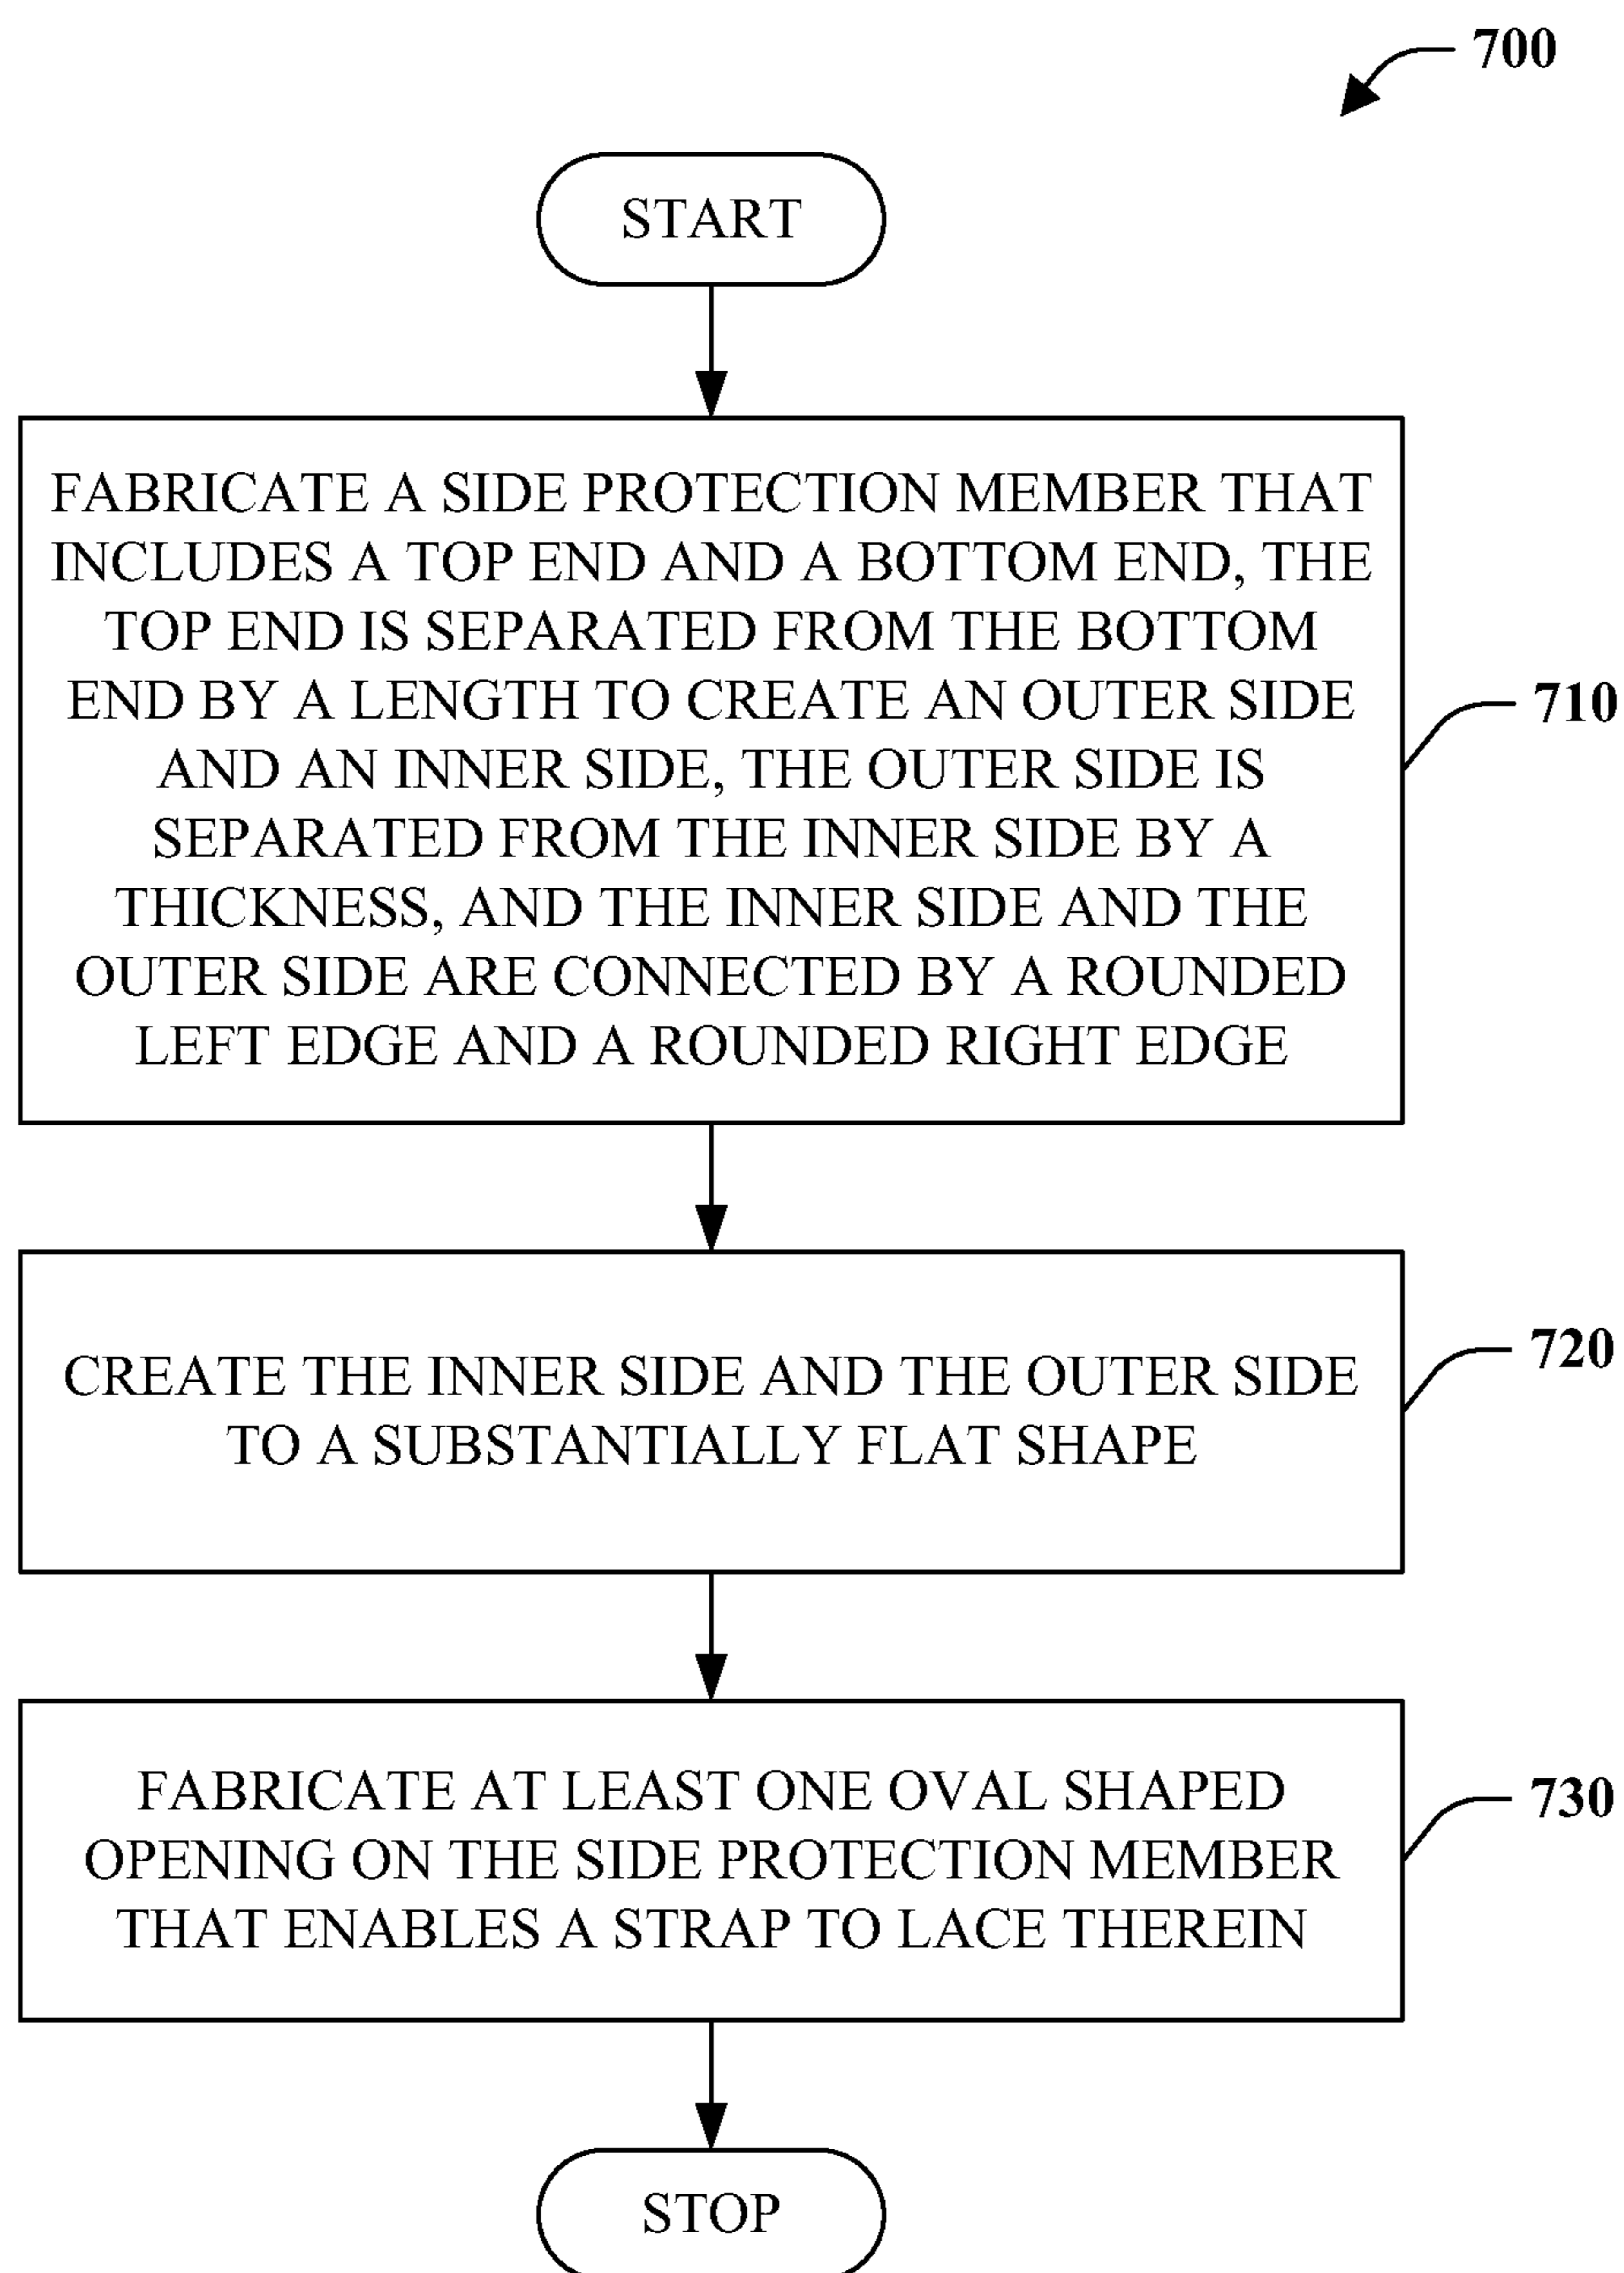 700
START
FABRICATE A SIDE PROTECTION MEMBER THAT
INCLUDES A TOP END AND A BOTTOM END, THE
TOP END IS SEPARATED FROM THE BOTTOM
END BY A LENGTH TO CREATE AN OUTER SIDE
AND AN INNER SIDE, THE OUTER SIDE IS
SEPARATED FROM THE INNER SIDE BY A
THICKNESS, AND THE INNER SIDE AND THE
OUTER SIDE ARE CONNECTED BY A ROUNDED
LEFT EDGE AND A ROUNDED RIGHT EDGE
710
CREATE THE INNER SIDE AND THE OUTER SIDE
TO A SUBSTANTIALLY FLAT SHAPE
720
FABRICATE AT LEAST ONE OVAL SHAPED
OPENING ON THE SIDE PROTECTION MEMBER
THAT ENABLES A STRAP TO LACE THEREIN
730
STOP